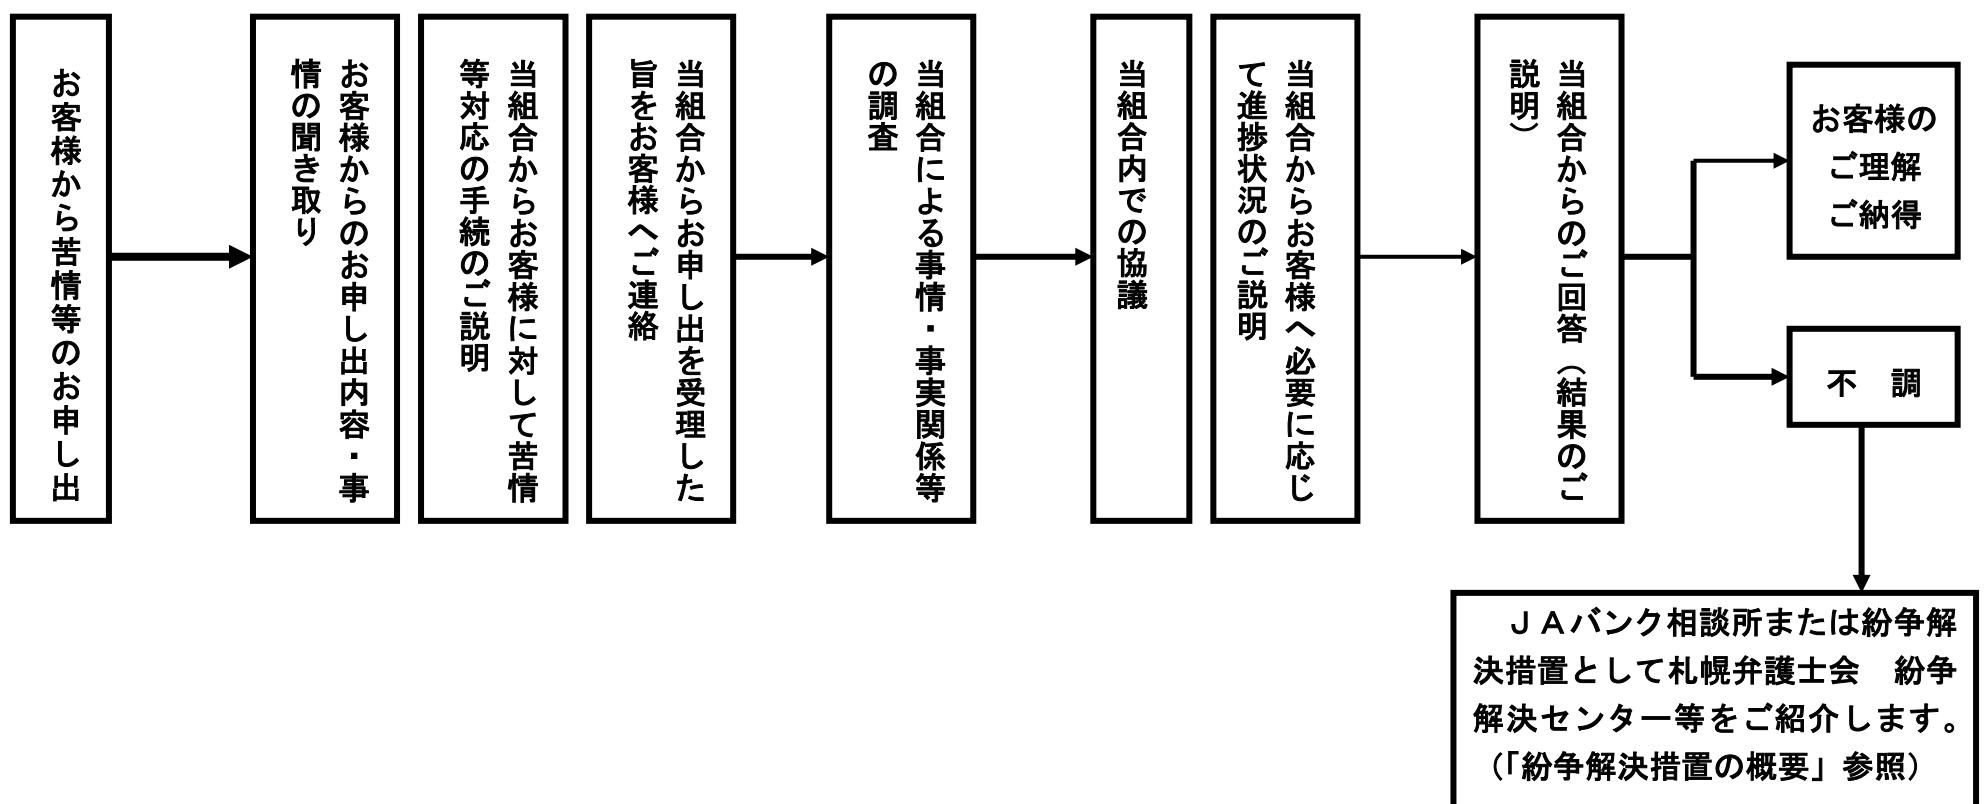 お客様から苦情等のお申し出
お客様からのお申し出内容・事
情の聞き取り
当組合からお客様に対して苦情
等対応の手続のご説明
当組合からお申し出を受理した
旨をお客様へご連絡
当組合による事情・事実関係等
の調査
当組合内での協議
当組合からお客様へ必要に応じ
て進捗状況のご説明
当組合からのご回答（結果のご
説明）
お客様の
ご理解
ご納得
不　調
ＪＡバンク相談所または紛争解
決措置として札幌弁護士会　紛争
解決センター等をご紹介します。
（「紛争解決措置の概要」参照）